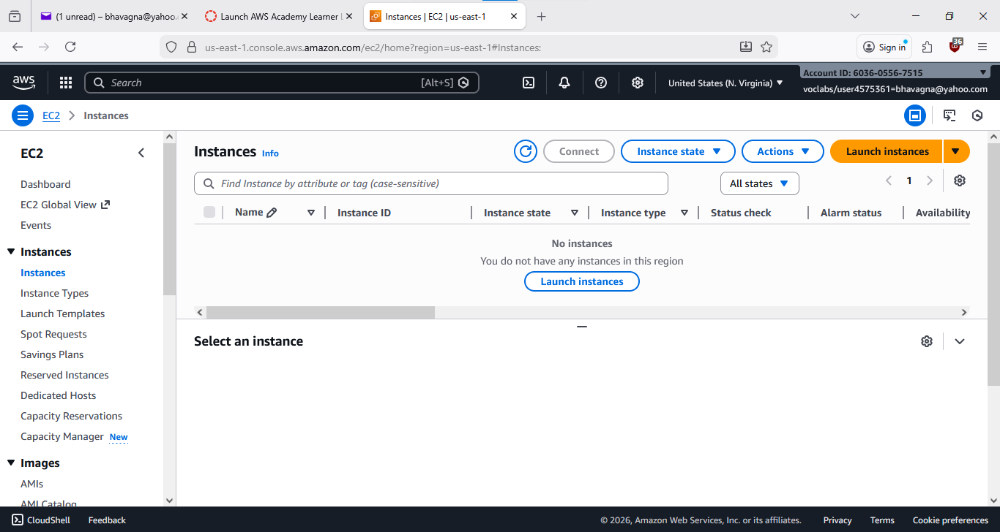 (1 unread) – bhavagna@yahoo.
Launch AWS Academy Learner L
Instances | EC2 | us-east-1
us-east-1.console.aws.amazon.com/ec2/home?region=us-east-1#Instances:
Sign in
36
aws
Search
[Alt+S]
United States (N. Virginia)
Account ID: 6036-0556-7515
voclabs/user4575361=bhavagna@yahoo.com
EC2
Instances
EC2
Dashboard
EC2 Global View
Events
Instances
Instances
Instance Types
Launch Templates
Spot Requests
Savings Plans
Reserved Instances
Dedicated Hosts
Capacity Reservations
Capacity Manager New
Images
AMIs
AMI Catalog
Instances Info
Connect
Instance state
Actions
Launch instances
Find Instance by attribute or tag (case-sensitive)
All states
1
Name
Instance ID
Instance state
Instance type
Status check
Alarm status
Availability
No instances
You do not have any instances in this region
Launch instances
Select an instance
CloudShell
Feedback
© 2026, Amazon Web Services, Inc. or its affiliates.
Privacy
Terms
Cookie preferences